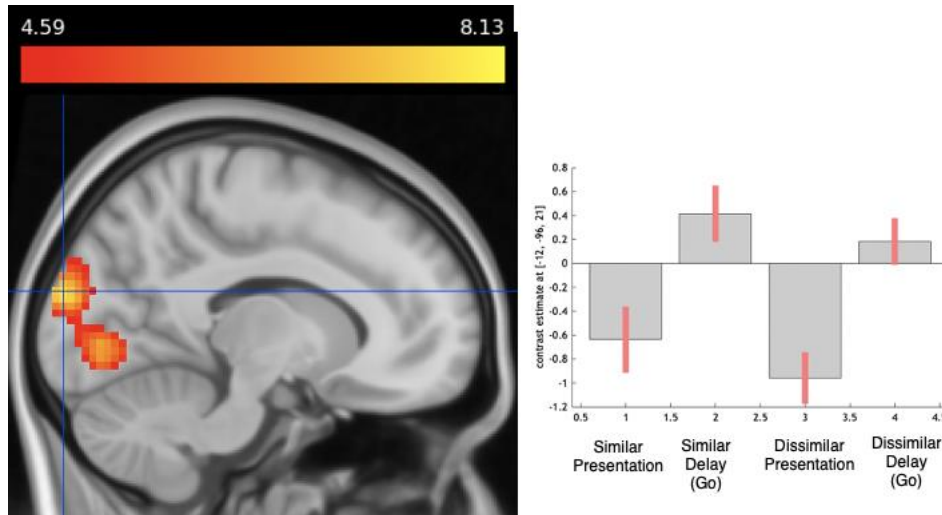 4.59 8.13
contrast estimate at [-12, -96, 21]
0.8
0.6
0.4
0.2
0
-0.2
-0.4
-0.6
-0.8
-1
-1.2
0.5 1 1.5 2 2.5 3 3.5 4 4.5
Similar
Presentation
Similar
Delay
(Go)
Dissimilar
Presentation
Dissimilar
Delay
(Go)